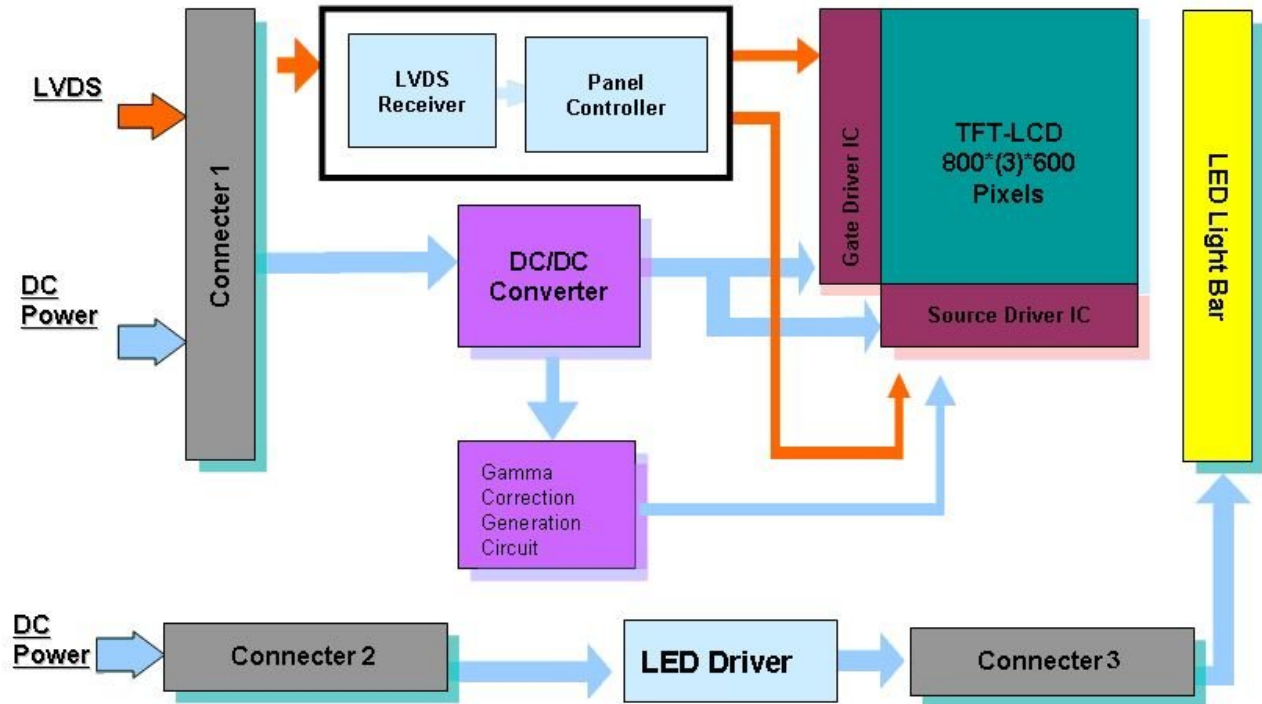 LVDS
DC
Power
Connecter 1
LVDS
Receiver
Panel
Controller
DC/DC
Converter
Gamma
Correction
Generation
Circuit
Gate Driver IC
TFT-LCD
800*(3)*600
Pixels
Source Driver IC
LED Light Bar
DC
Power
Connecter 2
LED Driver
Connecter 3